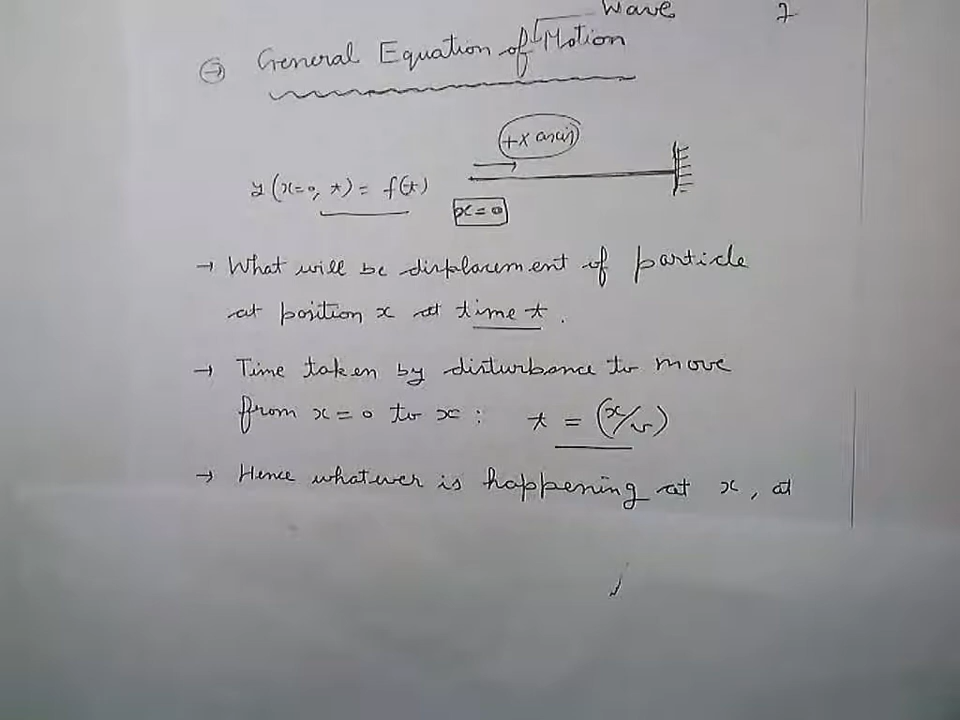 Wave 7
General Equation of Motion
+x axis
y(x=0, t) = f(t)
x=0
→ What will be displacement of particle
at position x at time t.
→ Time taken by disturbance to move
from x=0 to x: t = (x/v)
→ Hence whatever is happening at x, at